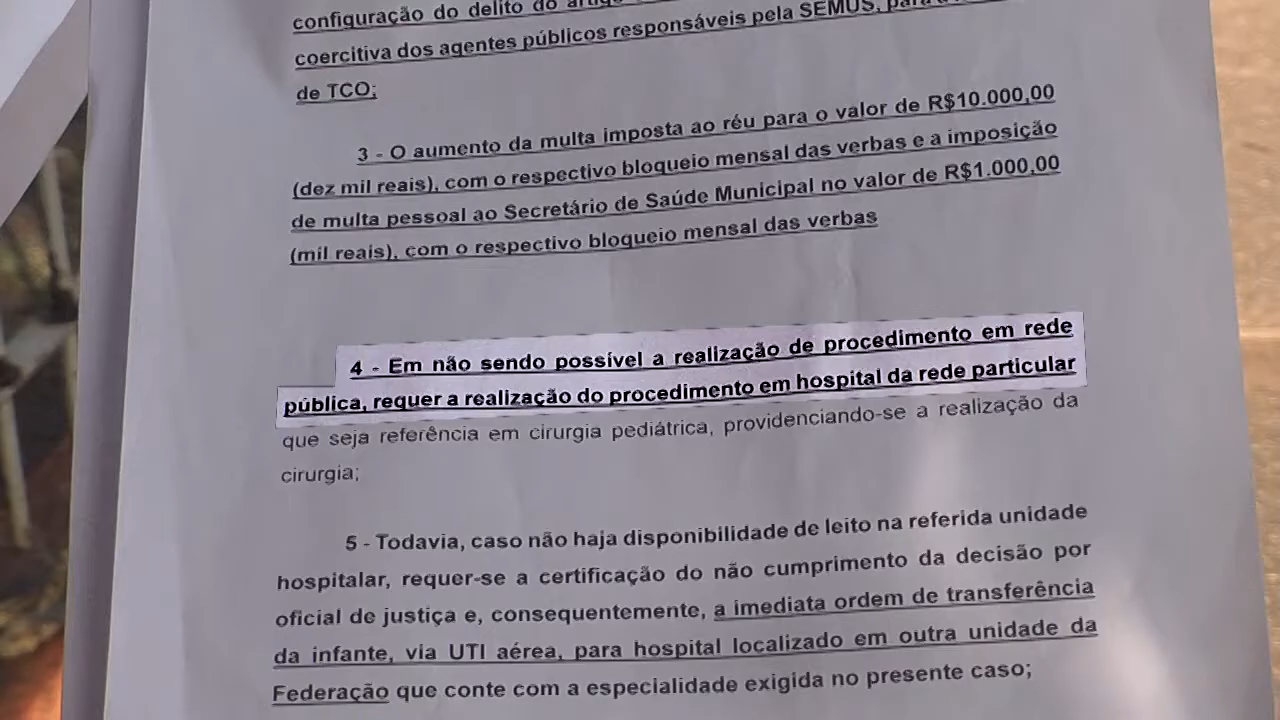 configuração do delito do
coercitiva dos agentes públicos responsáveis pela SEMUS, para a
de TCO;
3 - O aumento da multa imposta ao réu para o valor de R$10.000,00
(dez mil reais), com o respectivo bloqueio mensal das verbas e a imposição
de multa pessoal ao Secretário de Saúde Municipal no valor de R$1.000,00
(mil reais), com o respectivo bloqueio mensal das verbas
4 - Em não sendo possível a realização de procedimento em rede
pública, requer a realização do procedimento em hospital da rede particular
que seja referência em cirurgia pediátrica, providenciando-se a realização da
cirurgia;
5 - Todavia, caso não haja disponibilidade de leito na referida unidade
hospitalar, requer-se a certificação do não cumprimento da decisão por
oficial de justiça e, consequentemente, a imediata ordem de transferência
da infante, via UTI aérea, para hospital localizado em outra unidade da
Federação que conte com a especialidade exigida no presente caso;